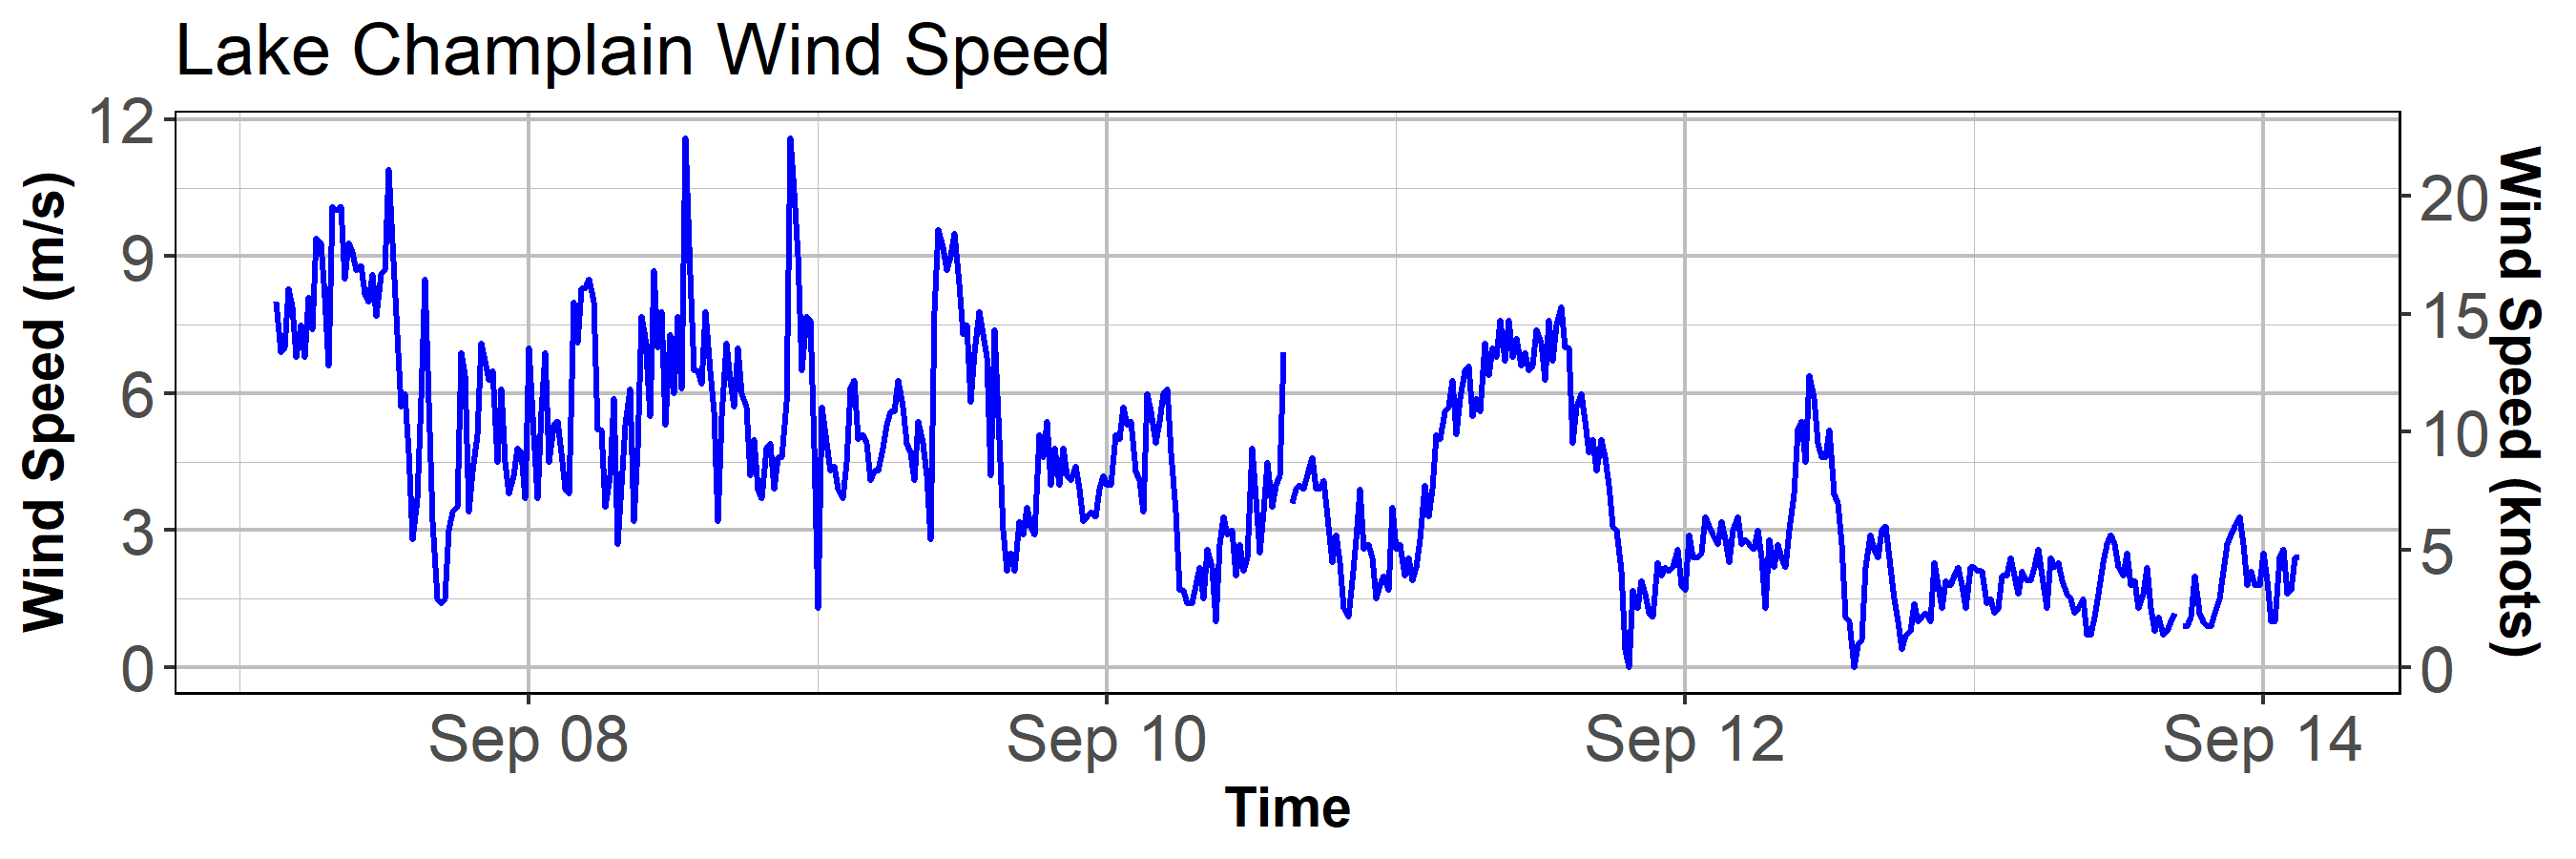 Lake Champlain Wind Speed
12
9
6
3
0
Wind Speed (m/s)
20
15
10
5
0
Wind Speed (knots)
Sep 08
Sep 10
Sep 12
Sep 14
Time